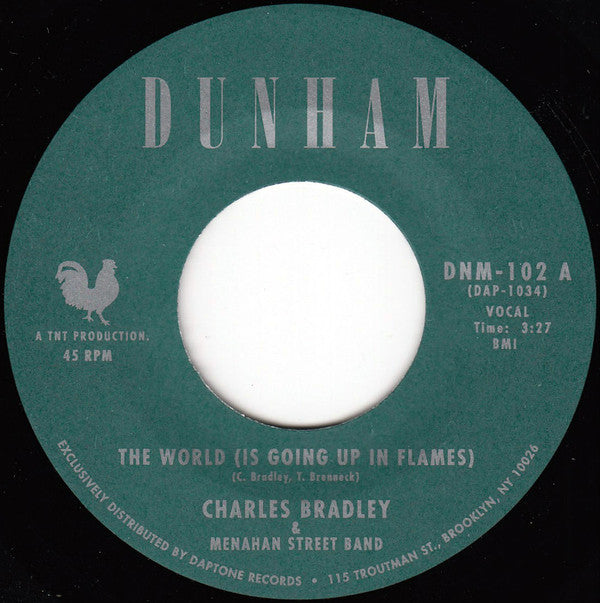 DUNHAM
A TNT PRODUCTION.
45 RPM
DNM-102 A
(DAP-1034)
VOCAL
Time: 3:27
BMI
THE WORLD (IS GOING UP IN FLAMES)
(C. Bradley, T. Brenneck)
CHARLES BRADLEY
&
MENAHAN STREET BAND
EXCLUSIVELY DISTRIBUTED BY DAPTONE RECORDS • 115 TROUTMAN ST., BROOKLYN, NY 10026